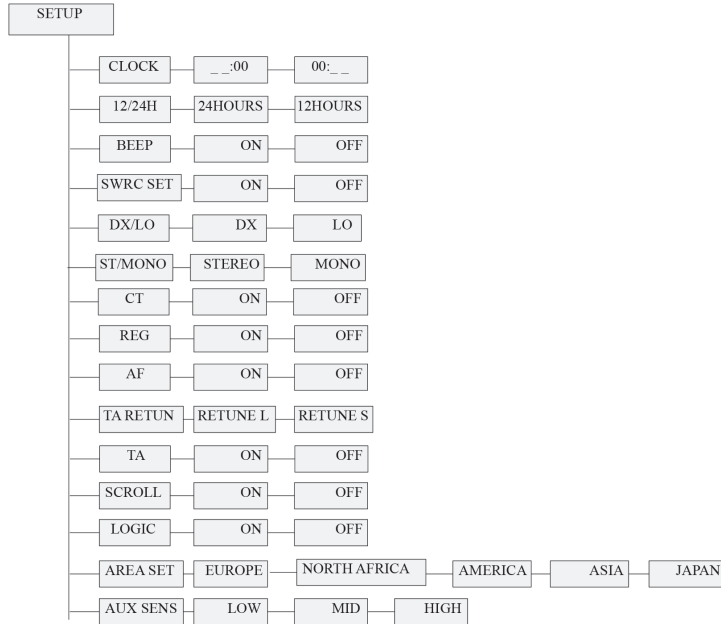 SETUP
CLOCK _ _:00 00:_ _
12/24H 24HOURS 12HOURS
BEEP ON OFF
SWRC SET ON OFF
DX/LO DX LO
ST/MONO STEREO MONO
CT ON OFF
REG ON OFF
AF ON OFF
TA RETUN RETUNE L RETUNE S
TA ON OFF
SCROLL ON OFF
LOGIC ON OFF
AREA SET EUROPE NORTH AFRICA AMERICA ASIA JAPAN
AUX SENS LOW MID HIGH